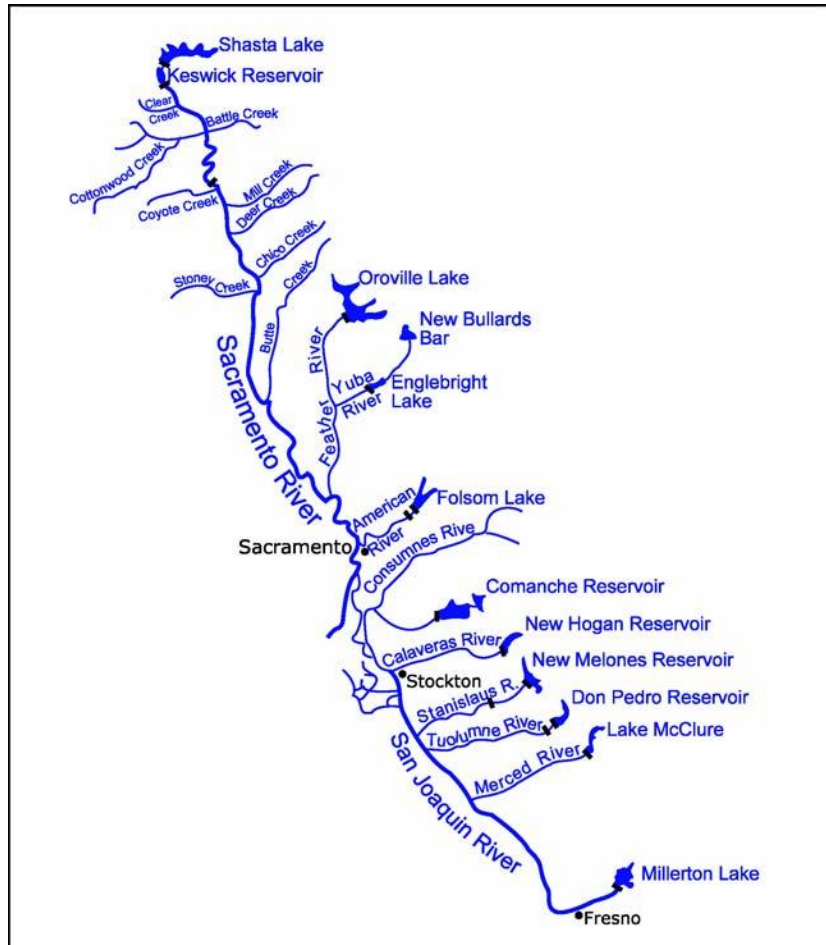 Shasta Lake
Keswick Reservoir
Clear
Creek
Battle Creek
Cottonwood Creek
Coyote Creek
Mill Creek
Deer Creek
Chico Creek
Stoney Creek
Butte Creek
Oroville Lake
New Bullards
Bar
Feather River
Yuba
River
Englebright
Lake
Sacramento River
American
River
Folsom Lake
Sacramento
Consumnes Rive
Comanche Reservoir
New Hogan Reservoir
Calaveras River
New Melones Reservoir
Stockton
Stanislaus R.
Don Pedro Reservoir
Tuolumne River
Lake McClure
Merced River
San Joaquin River
Millerton Lake
Fresno